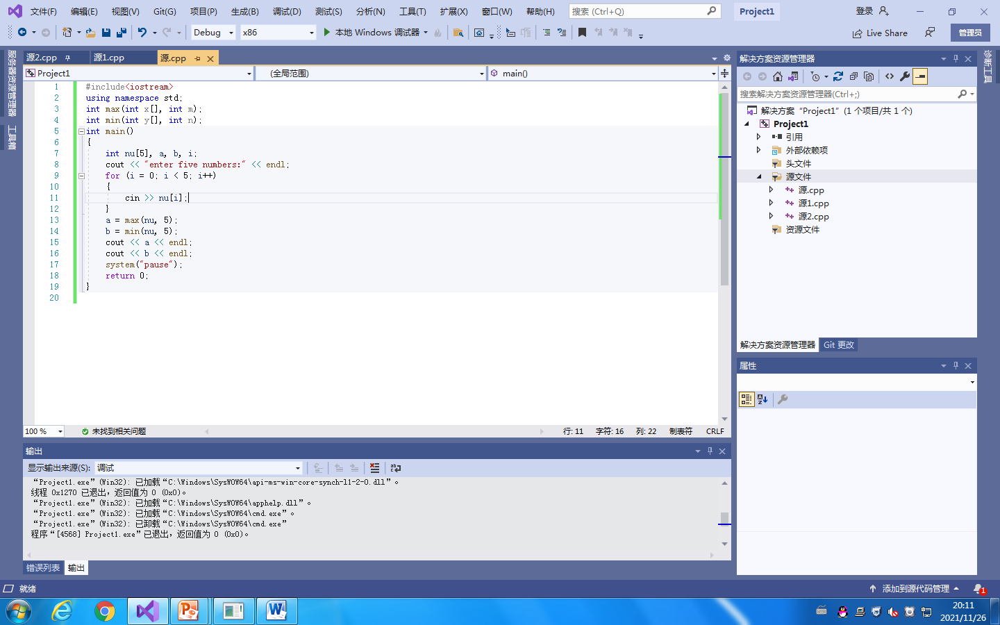 文件(F) 编辑(E) 视图(V) Git(G) 项目(P) 生成(B) 调试(D) 测试(S) 分析(N) 工具(T) 扩展(X) 窗口(W) 帮助(H) 搜索 (Ctrl+Q) Project1 登录
Debug x86 本地 Windows 调试器 Live Share 管理员
服务器资源管理器
工具箱
源2.cpp 源1.cpp 源.cpp
Project1 (全局范围) main()
1 #include<iostream>
2 using namespace std;
3 int max(int x[], int m);
4 int min(int y[], int n);
5 int main()
6 {
7 int nu[5], a, b, i;
8 cout << "enter five numbers:" << endl;
9 for (i = 0; i < 5; i++)
10 {
11 cin >> nu[i];
12 }
13 a = max(nu, 5);
14 b = min(nu, 5);
15 cout << a << endl;
16 cout << b << endl;
17 system("pause");
18 return 0;
19 }
20
100 % 未找到相关问题 行: 11 字符: 16 列: 22 制表符 CRLF
输出
显示输出来源(S): 调试
“Project1.exe”(Win32): 已加载“C:\Windows\SysWOW64\api-ms-win-core-synch-l1-2-0.dll”。
线程 0x1270 已退出，返回值为 0 (0x0)。
“Project1.exe”(Win32): 已加载“C:\Windows\SysWOW64\apphelp.dll”。
“Project1.exe”(Win32): 已加载“C:\Windows\SysWOW64\cmd.exe”。
“Project1.exe”(Win32): 已卸载“C:\Windows\SysWOW64\cmd.exe”
程序“[4568] Project1.exe”已退出，返回值为 0 (0x0)。
错误列表 输出
解决方案资源管理器
搜索解决方案资源管理器(Ctrl+;)
解决方案“Project1”(1 个项目/共 1 个)
Project1
引用
外部依赖项
头文件
源文件
源.cpp
源1.cpp
源2.cpp
资源文件
解决方案资源管理器 Git 更改
属性
诊断工具
就绪 添加到源代码管理 1
20:11
2021/11/26